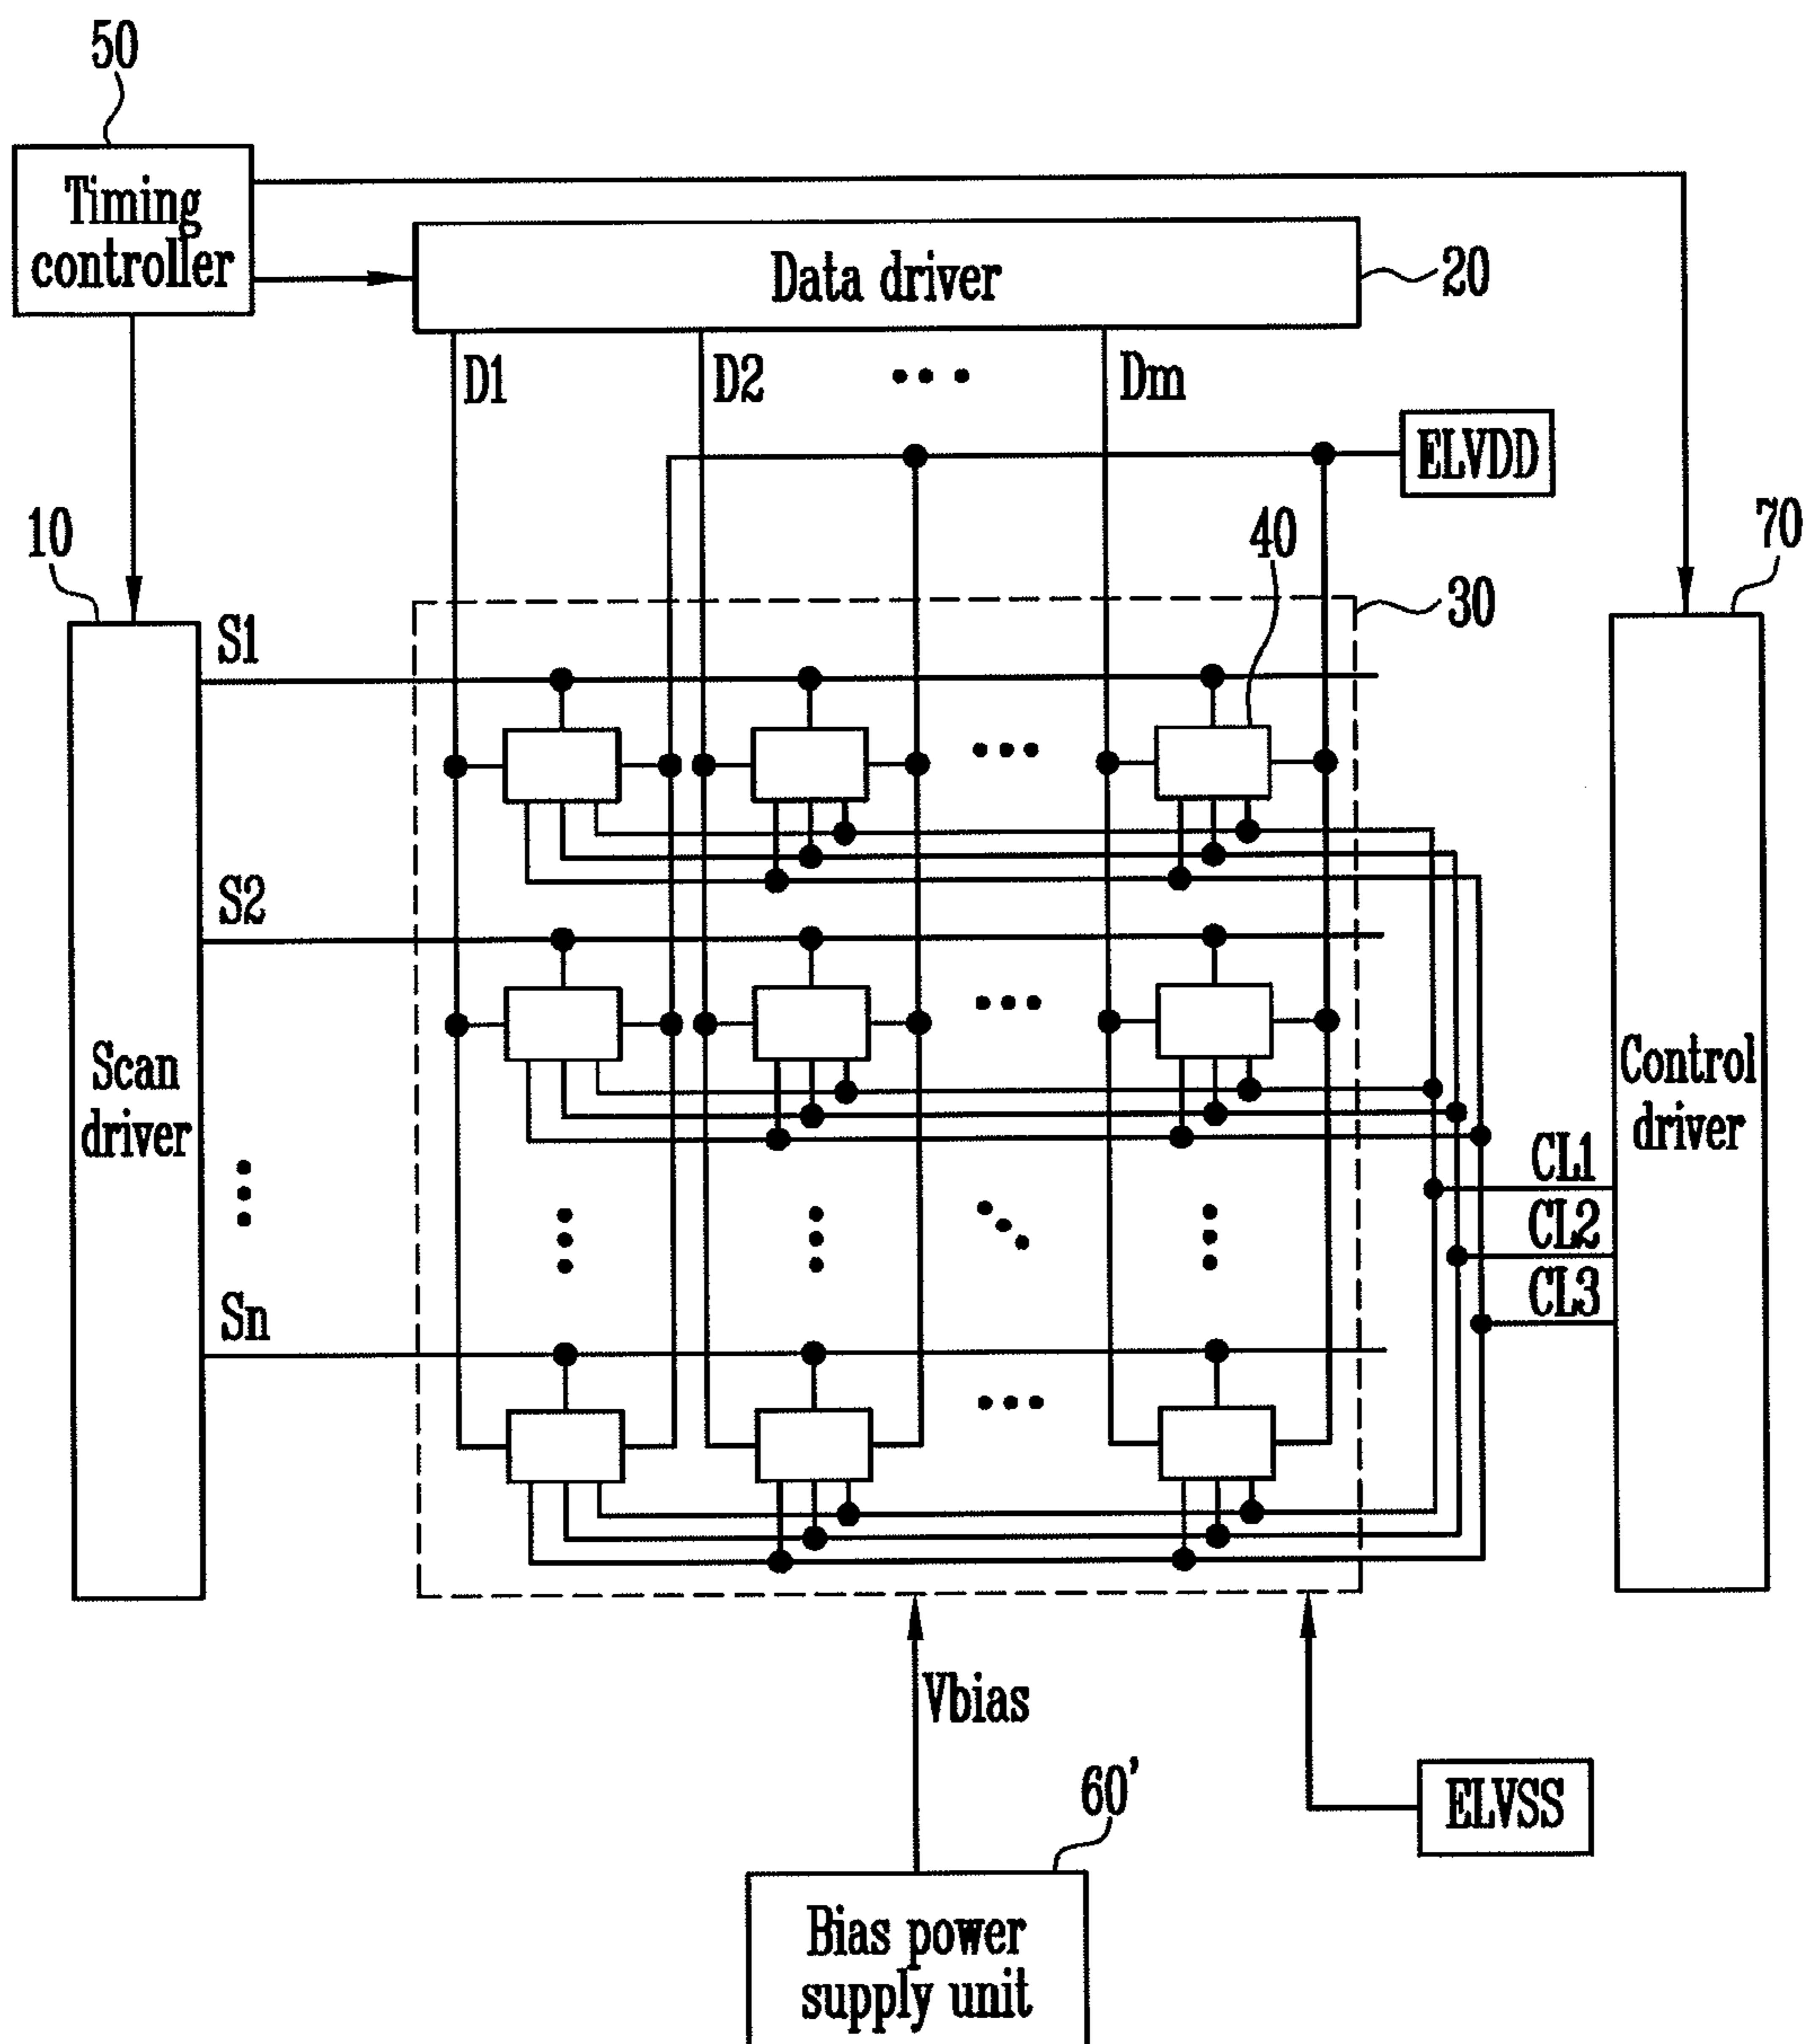 50
Timing
controller
Data driver
20
D1
D2
Dm
ELVDD
10
40
70
30
S1
S2
Scan
driver
Control
driver
CL1
CL2
CL3
Sn
Vbias
60'
ELVSS
Bias power
supply unit